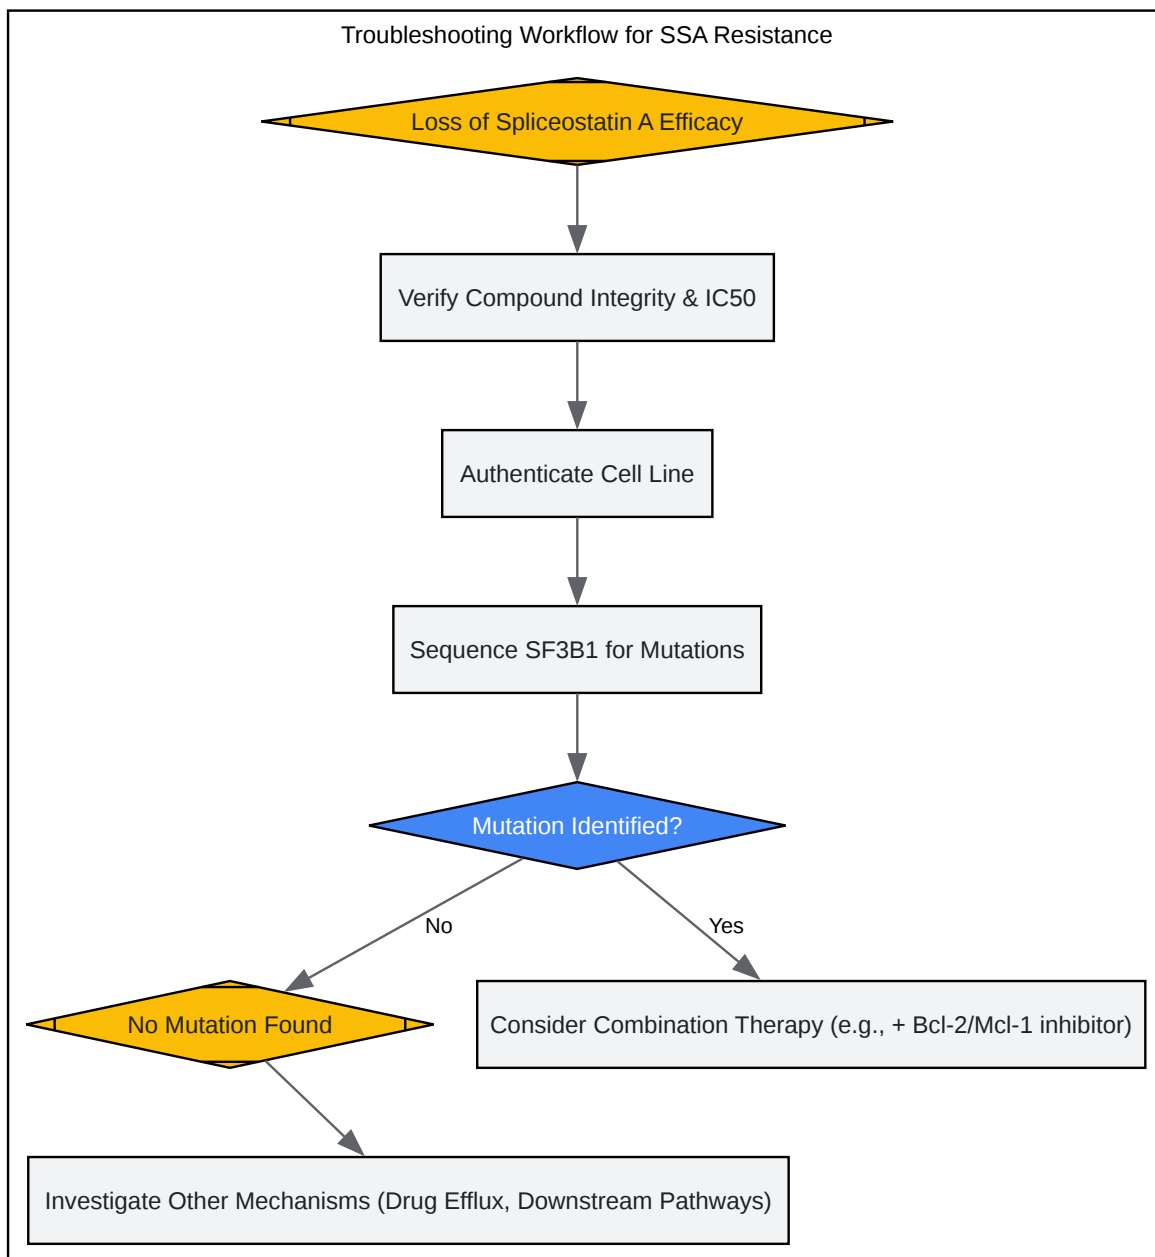 Troubleshooting Workflow for SSA Resistance
Loss of Spliceostatin A Efficacy
Verify Compound Integrity & IC50
Authenticate Cell Line
Sequence SF3B1 for Mutations
Mutation Identified?
No
Yes
No Mutation Found
Consider Combination Therapy (e.g., + Bcl-2/Mcl-1 inhibitor)
Investigate Other Mechanisms (Drug Efflux, Downstream Pathways)